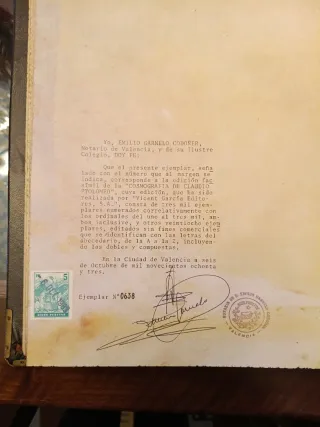 Yo, EMILIO GARMELO COMOVES,
Notario de Valencia, y de su Ilustre
Colegio, DOY FE:
Que el presente ejemplar, seña
lado con el número que al margen se
indica, corresponde a la edición fac
símil de la "COSMOGRAFIA DE CLAUDIO
PTOLOMEO", cuya edición, que ha sido
realizada por "Vicent García Edito-
res, S.A.", consta de tres mil ejem-
plares numerados correlativamente con
los ordinales del uno al tres mil, am-
bos inclusive, y otros veintiocho ejem
plares, editados sin fines comerciales
que se identifican con las letras del
abecedario, de la A a la Z, incluyen
do las dobles y compuestas.
En la Ciudad de Valencia a seis
de Octubre de mil novecientos ochenta
y tres.
5
Ejemplar Nº 0638
VALENCIA